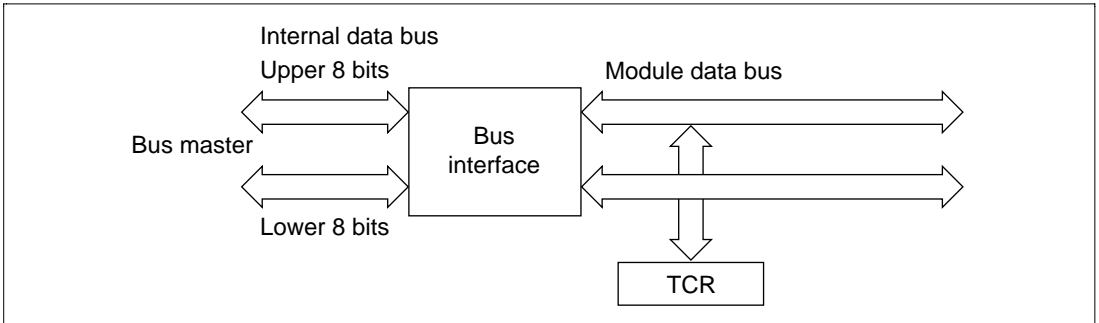 Internal data bus
Upper 8 bits
Module data bus
Bus master
Bus
interface
Lower 8 bits
TCR